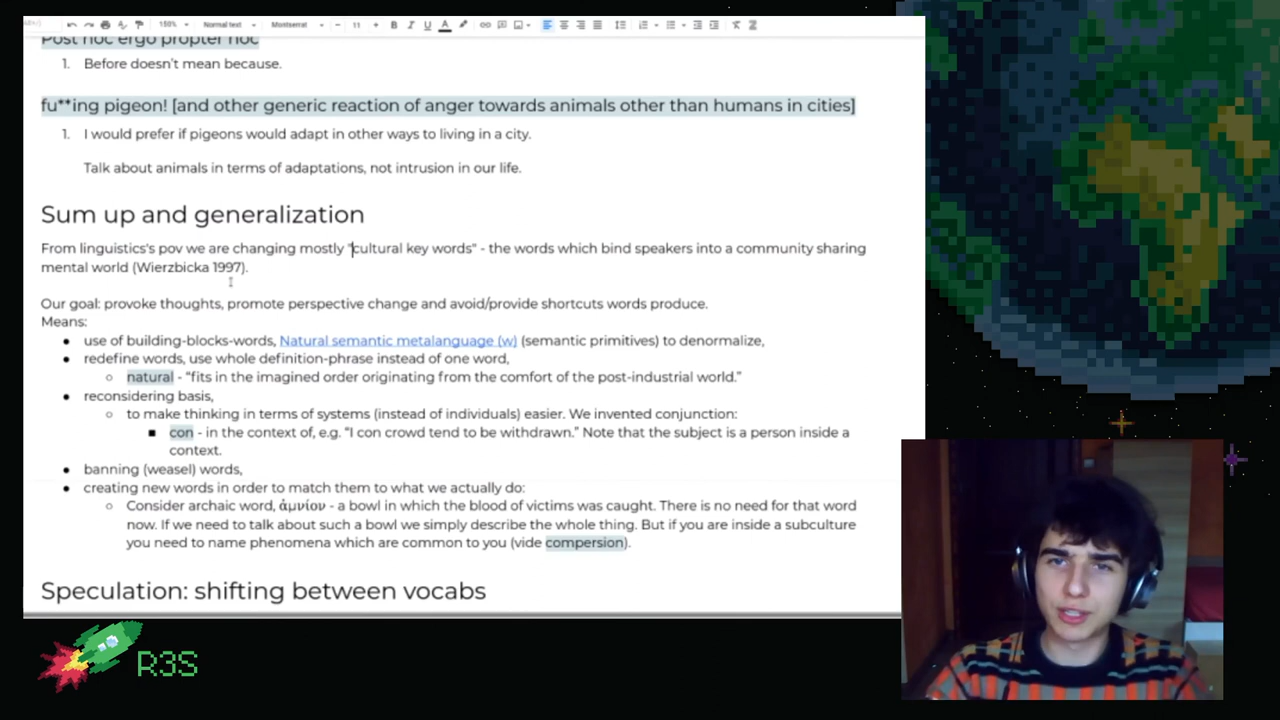 150%
Normal text
Montserrat
11
B I U A
Post hoc ergo propter hoc
1. Before doesn't mean because.
fu**ing pigeon! [and other generic reaction of anger towards animals other than humans in cities]
1. I would prefer if pigeons would adapt in other ways to living in a city.
Talk about animals in terms of adaptations, not intrusion in our life.
Sum up and generalization
From linguistics's pov we are changing mostly "cultural key words" - the words which bind speakers into a community sharing
mental world (Wierzbicka 1997).
Our goal: provoke thoughts, promote perspective change and avoid/provide shortcuts words produce.
Means:
● use of building-blocks-words, Natural semantic metalanguage (w) (semantic primitives) to denormalize,
● redefine words, use whole definition-phrase instead of one word,
○ natural - “fits in the imagined order originating from the comfort of the post-industrial world.”
● reconsidering basis,
○ to make thinking in terms of systems (instead of individuals) easier. We invented conjunction:
■ con - in the context of, e.g. “I con crowd tend to be withdrawn.” Note that the subject is a person inside a
context.
● banning (weasel) words,
● creating new words in order to match them to what we actually do:
○ Consider archaic word, ἀμνίον - a bowl in which the blood of victims was caught. There is no need for that word
now. If we need to talk about such a bowl we simply describe the whole thing. But if you are inside a subculture
you need to name phenomena which are common to you (vide compersion).
Speculation: shifting between vocabs
R3S